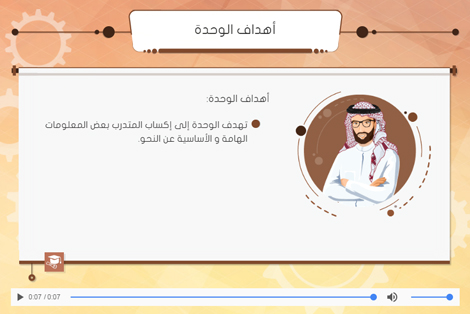 أهداف الوحدة
أهداف الوحدة:
تهدف الوحدة إلى إكساب المتدرب بعض المعلومات
الهامة و الأساسية عن النحو.
0:07 / 0:07